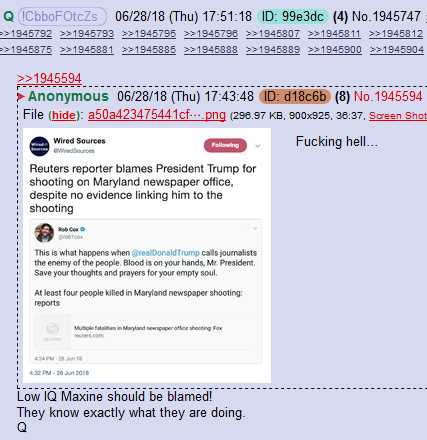 Q !CbboFOtcZs 06/28/18 (Thu) 17:51:18 ID: 99e3dc (4) No.1945747
>>1945792 >>1945793 >>1945795 >>1945796 >>1945807 >>1945811 >>1945812
>>1945875 >>1945881 >>1945885 >>1945888 >>1945889 >>1945900 >>1945904
>>1945594
Anonymous 06/28/18 (Thu) 17:43:48 ID: d18c6b (8) No.1945594
File (hide): a50a423475441cf⋯.png (296.97 KB, 900x925, 36:37, Screen Shot
Wired Sources
@WiredSources
Following
Fucking hell...
Reuters reporter blames President Trump for
shooting on Maryland newspaper office,
despite no evidence linking him to the
shooting
Rob Cox
@rob1cox
This is what happens when @realDonaldTrump calls journalists
the enemy of the people. Blood is on your hands, Mr. President.
Save your thoughts and prayers for your empty soul.
At least four people killed in Maryland newspaper shooting:
reports
Multiple fatalities in Maryland newspaper office shooting: Fox
reuters.com
4:24 PM - 28 Jun 18
4:32 PM - 28 Jun 2018
Low IQ Maxine should be blamed!
They know exactly what they are doing.
Q